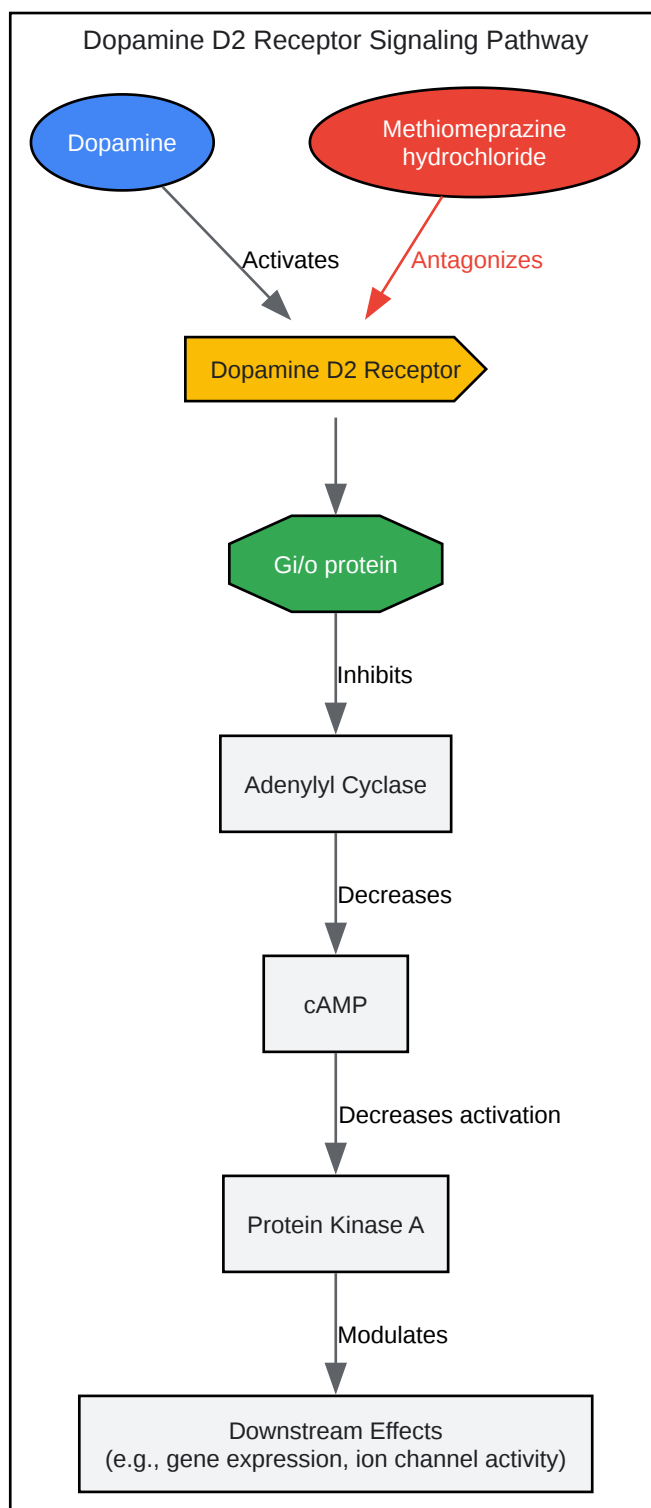 Dopamine D2 Receptor Signaling Pathway
Dopamine
Methiomeprazine
hydrochloride
Activates
Antagonizes
Dopamine D2 Receptor
Gi/o protein
Inhibits
Adenylyl Cyclase
Decreases
cAMP
Decreases activation
Protein Kinase A
Modulates
Downstream Effects
(e.g., gene expression, ion channel activity)